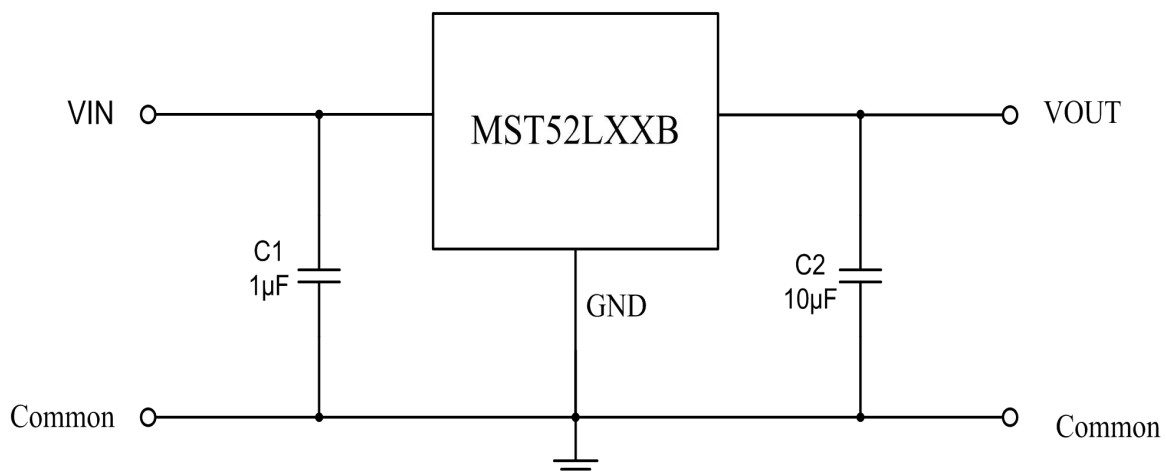 VIN
MST52LXXB
VOUT
C1
1µF
GND
C2
10µF
Common
Common